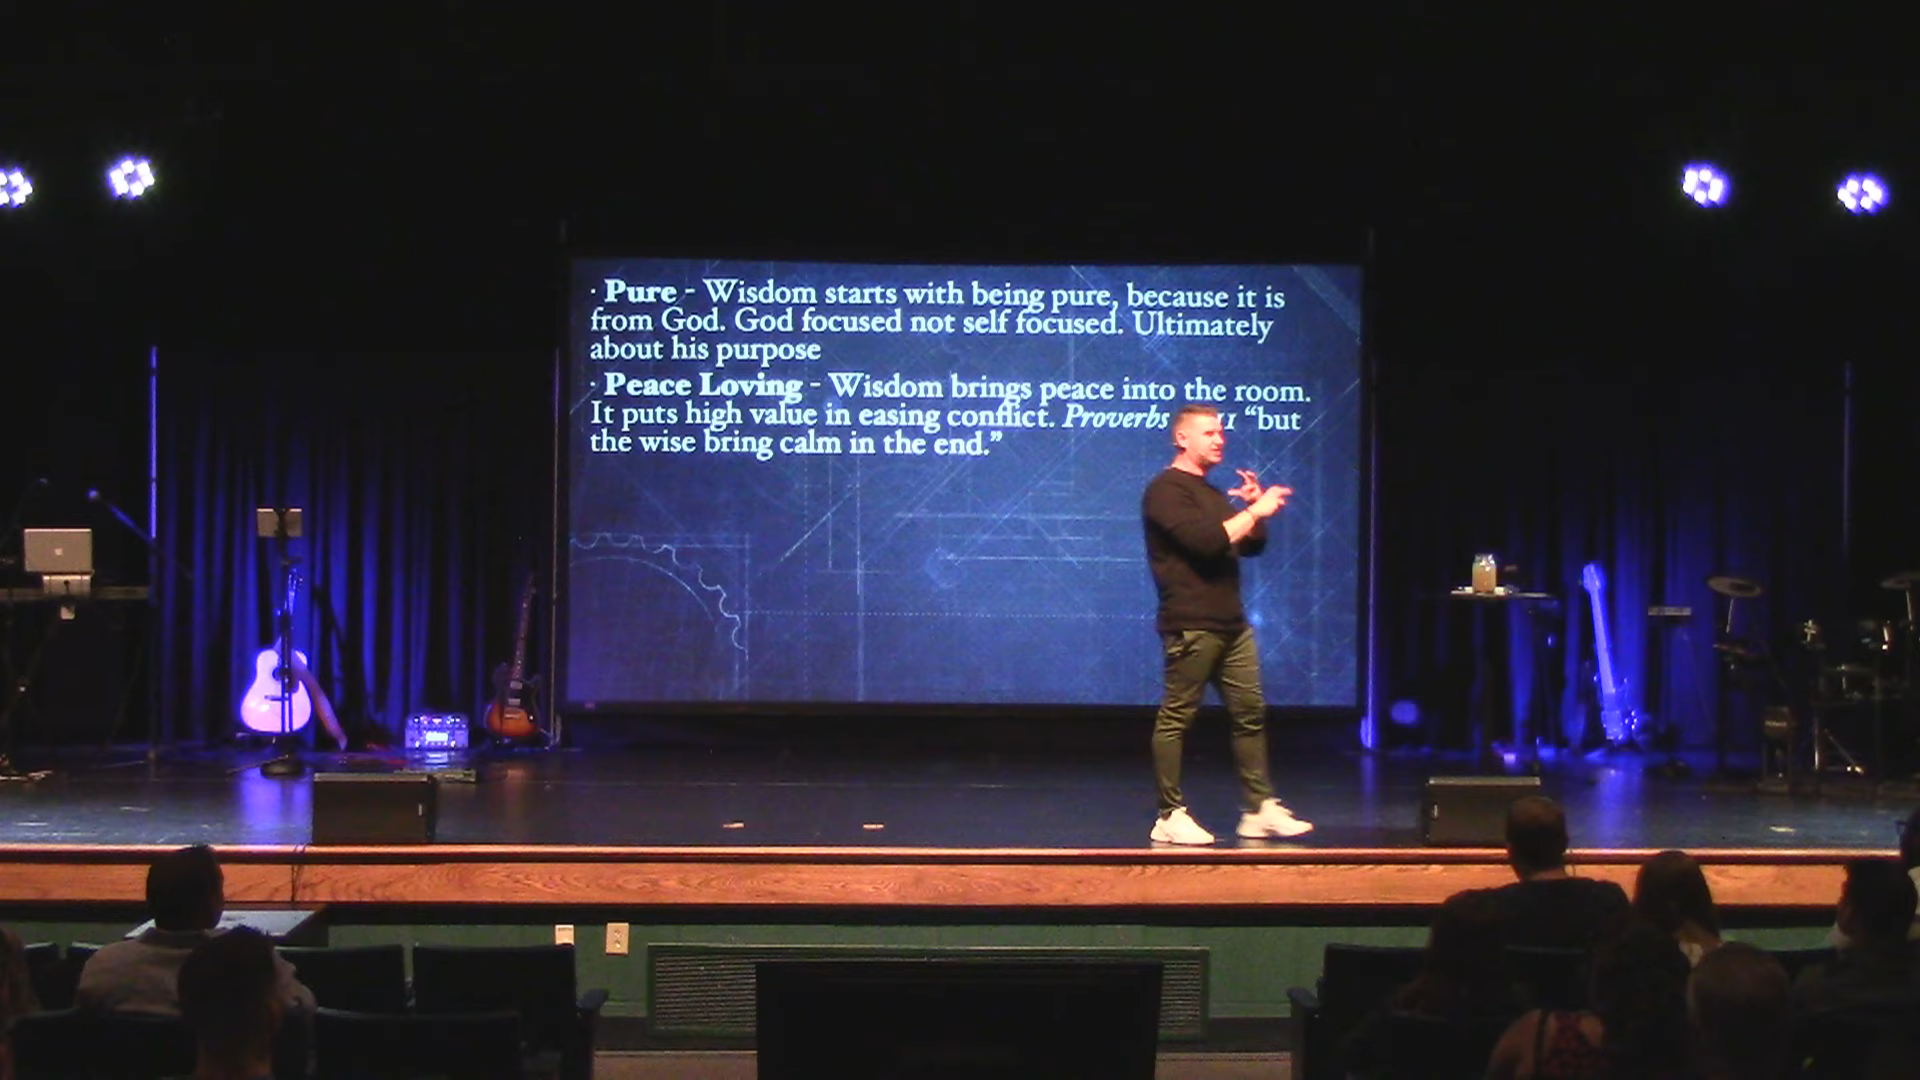 · Pure - Wisdom starts with being pure, because it is
from God. God focused not self focused. Ultimately
about his purpose
· Peace Loving - Wisdom brings peace into the room.
It puts high value in easing conflict. Proverbs 11 “but
the wise bring calm in the end.”